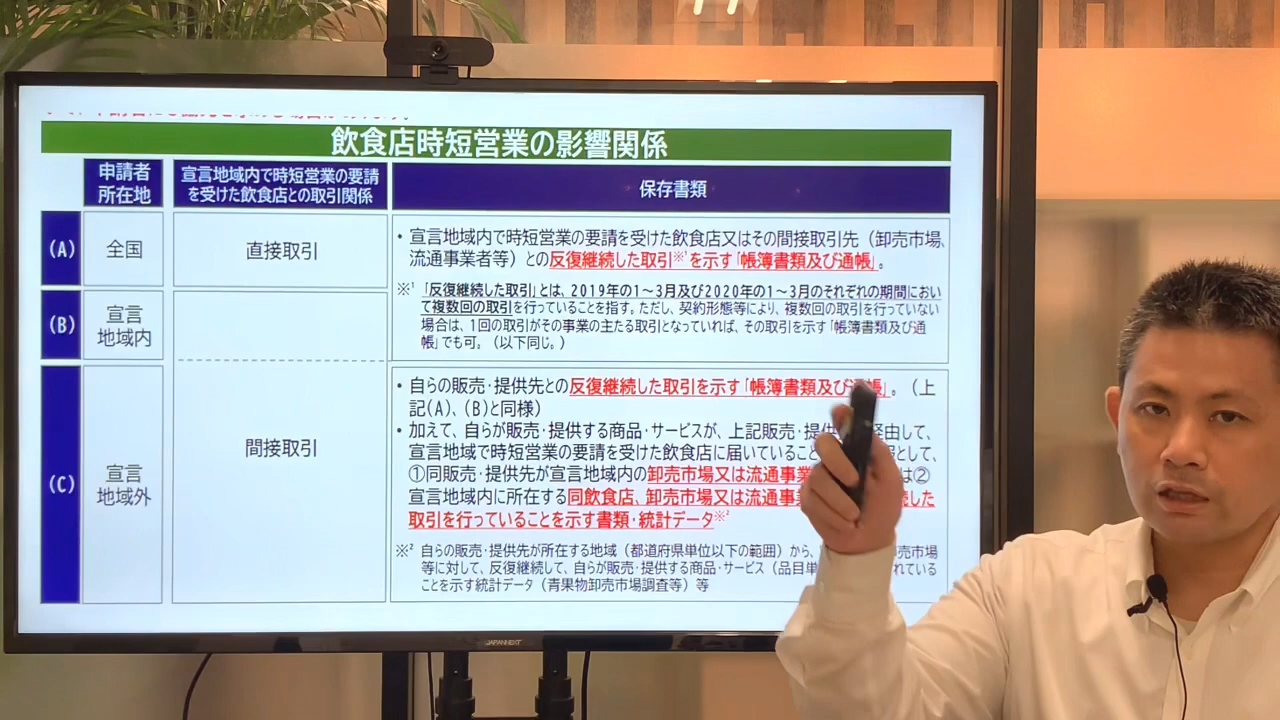 飲食店時短営業の影響関係
申請者
所在地
宣言地域内で時短営業の要請
を受けた飲食店との取引関係
保存書類
(A)
全国
直接取引
・宣言地域内で時短営業の要請を受けた飲食店又はその間接取引先（卸売市場、
流通事業者等）との反復継続した取引※1を示す「帳簿書類及び通帳」。
※1 「反復継続した取引」とは、2019年の1～3月及び2020年の1～3月のそれぞれの期間におい
て複数回の取引を行っていることを指す。ただし、契約形態等により、複数回の取引を行っていない
場合は、1回の取引がその事業の主たる取引となっていれば、その取引を示す「帳簿書類及び通
帳」でも可。（以下同じ。）
(B)
宣言
地域内
間接取引
(C)
宣言
地域外
・自らの販売・提供先との反復継続した取引を示す「帳簿書類及び 帳」。（上
記(A)、(B)と同様）
・加えて、自らが販売・提供する商品・サービスが、上記販売・提 経由して、
宣言地域で時短営業の要請を受けた飲食店に届いていること として、
①同販売・提供先が宣言地域内の卸売市場又は流通事業 は②
宣言地域内に所在する同飲食店、卸売市場又は流通事業 した
取引を行っていることを示す書類・統計データ※2
※2 自らの販売・提供先が所在する地域（都道府県単位以下の範囲）から、 売市場
等に対して、反復継続して、自らが販売・提供する商品・サービス（品目単 れている
ことを示す統計データ（青果物卸売市場調査等）等
JAPANNEXT